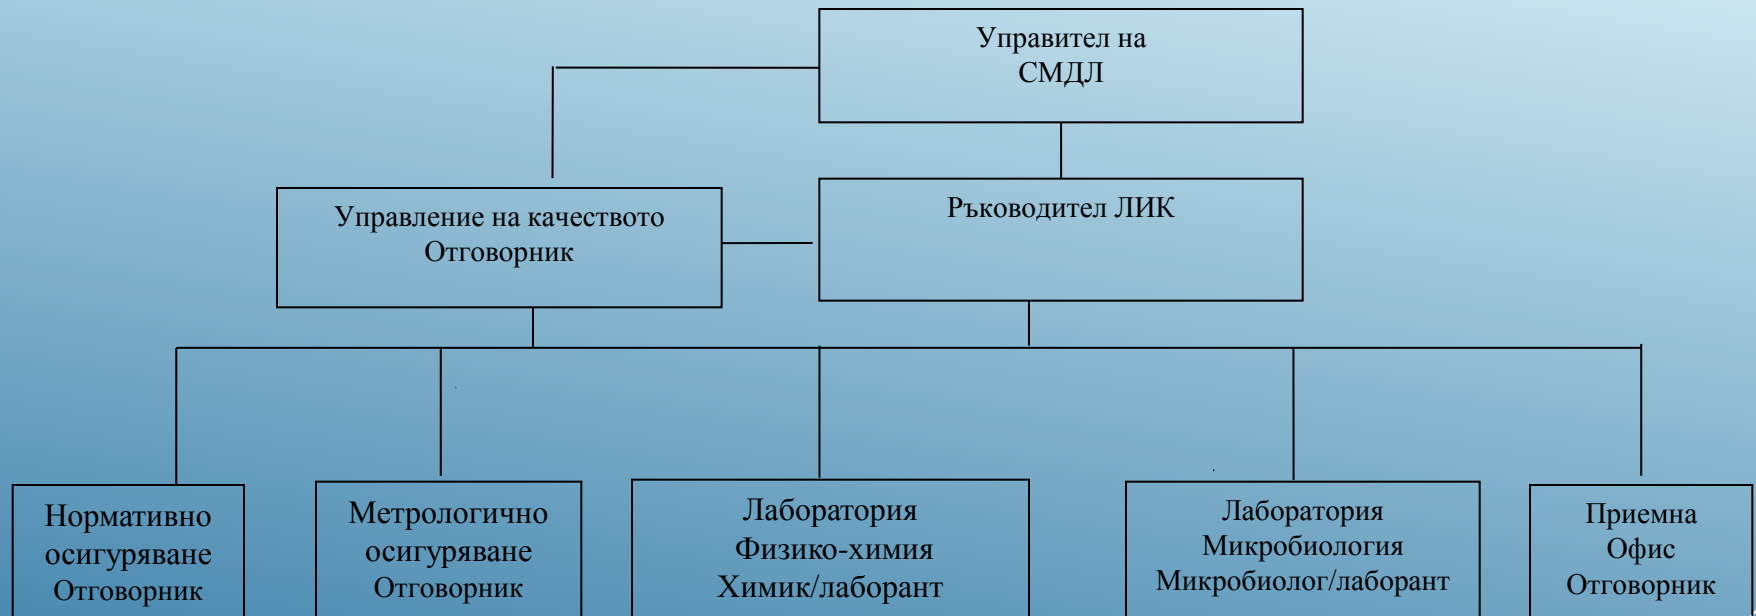 Управител на
СМДЛ
Управление на качеството
Отговорник
Ръководител ЛИК
Нормативно
осигуряване
Отговорник
Метрологично
осигуряване
Отговорник
Лаборатория
Физико-химия
Химик/лаборант
Лаборатория
Микробиология
Микробиолог/лаборант
Приемна
Офис
Отговорник